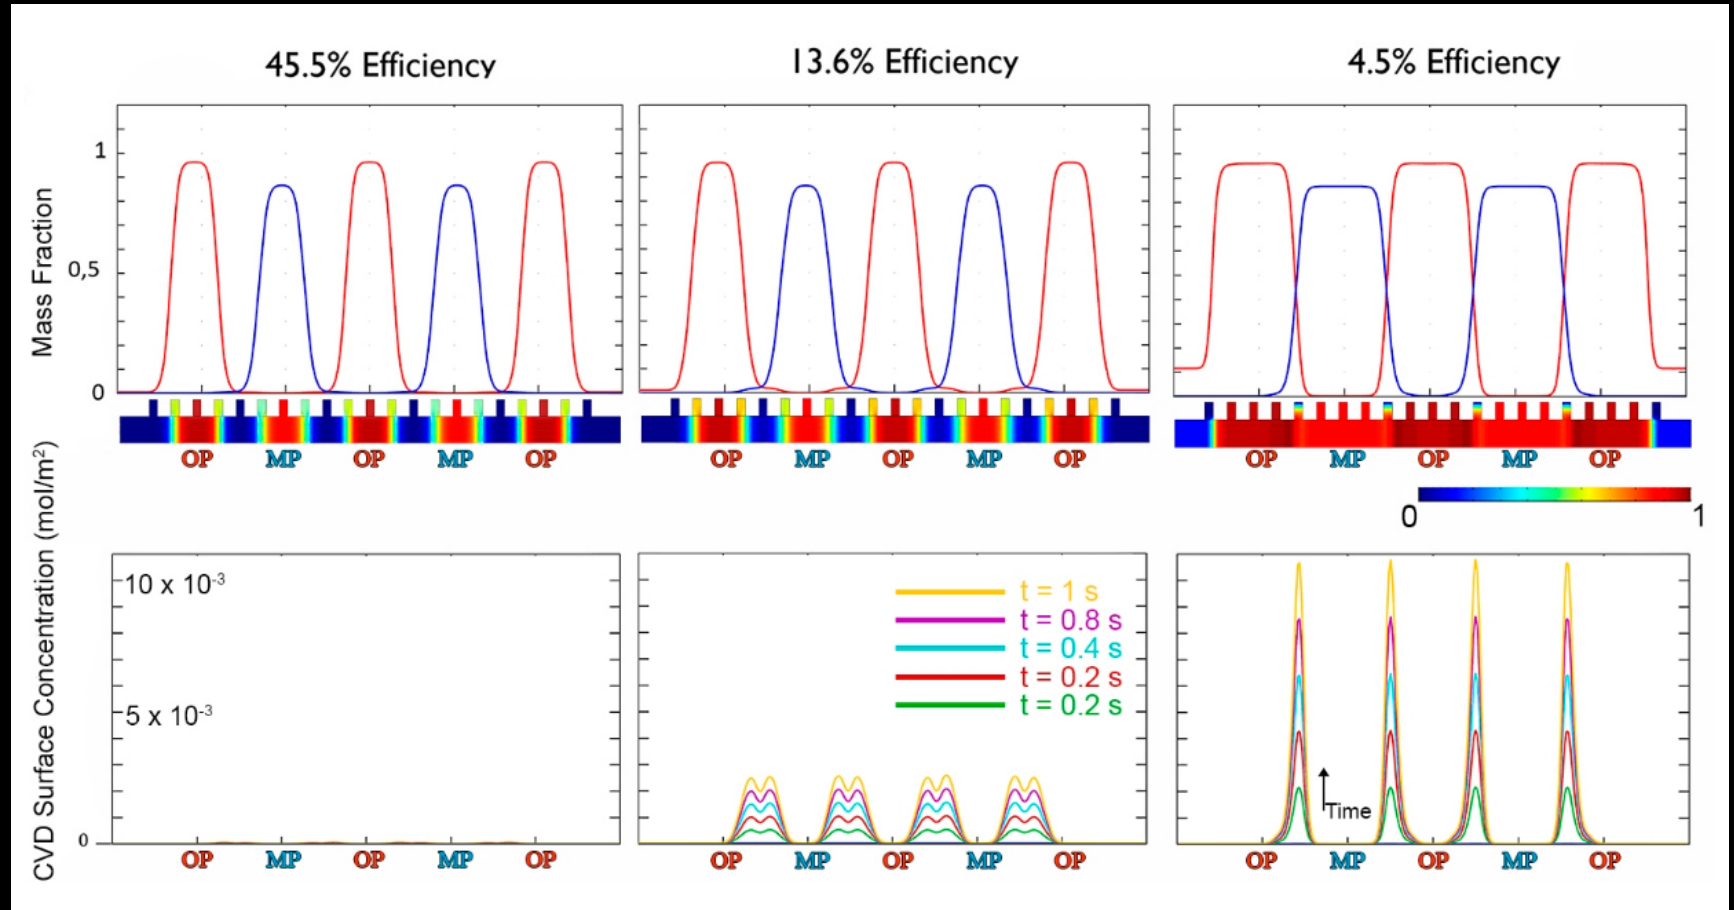 45.5% Efficiency
13.6% Efficiency
4.5% Efficiency
Mass Fraction
1
0,5
0
OP MP OP MP OP
OP MP OP MP OP
OP MP OP MP OP
0 1
CVD Surface Concentration (mol/m²)
10 x 10⁻³
5 x 10⁻³
0
t = 1 s
t = 0.8 s
t = 0.4 s
t = 0.2 s
t = 0.2 s
Time
OP MP OP MP OP
OP MP OP MP OP
OP MP OP MP OP